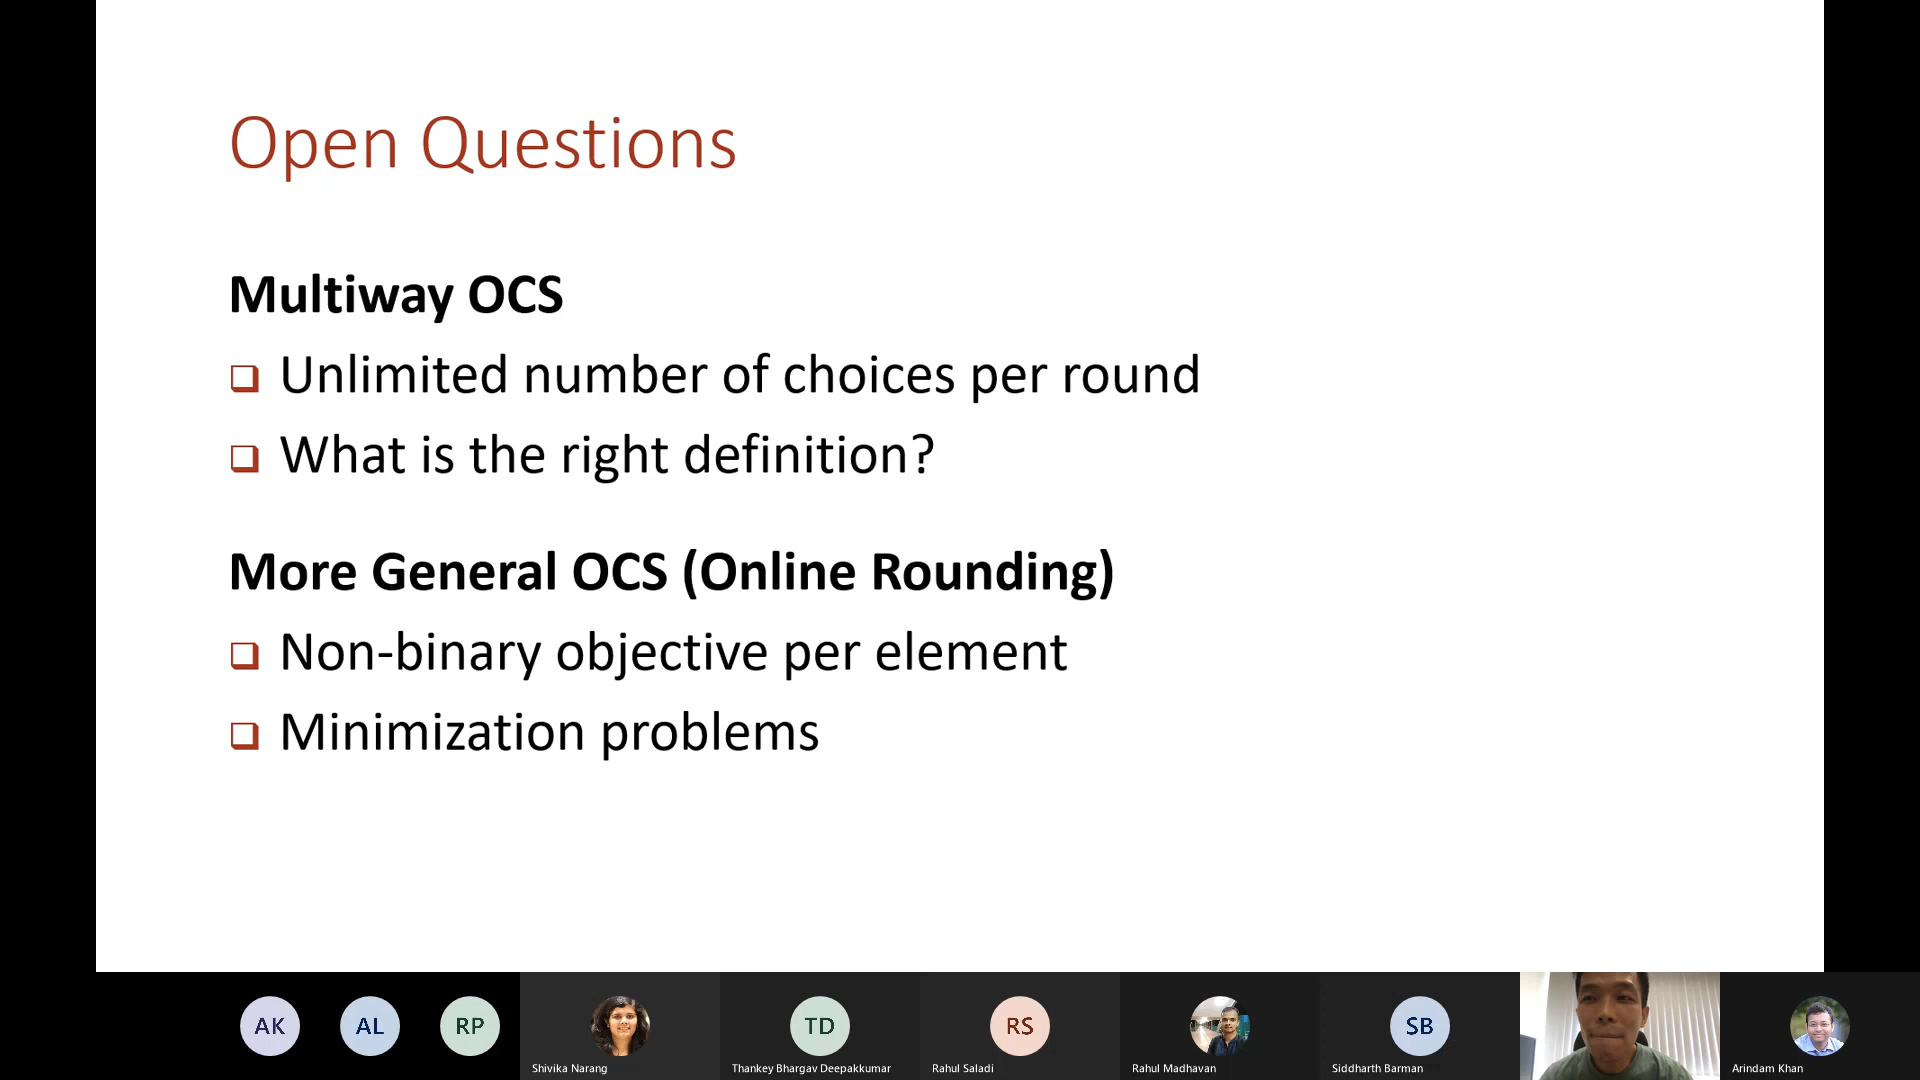 Open Questions
Multiway OCS
Unlimited number of choices per round
What is the right definition?
More General OCS (Online Rounding)
Non-binary objective per element
Minimization problems
AK
AL
RP
TD
RS
SB
Shivika Narang
Thankey Bhargav Deepakkumar
Rahul Saladi
Rahul Madhavan
Siddharth Barman
Arindam Khan